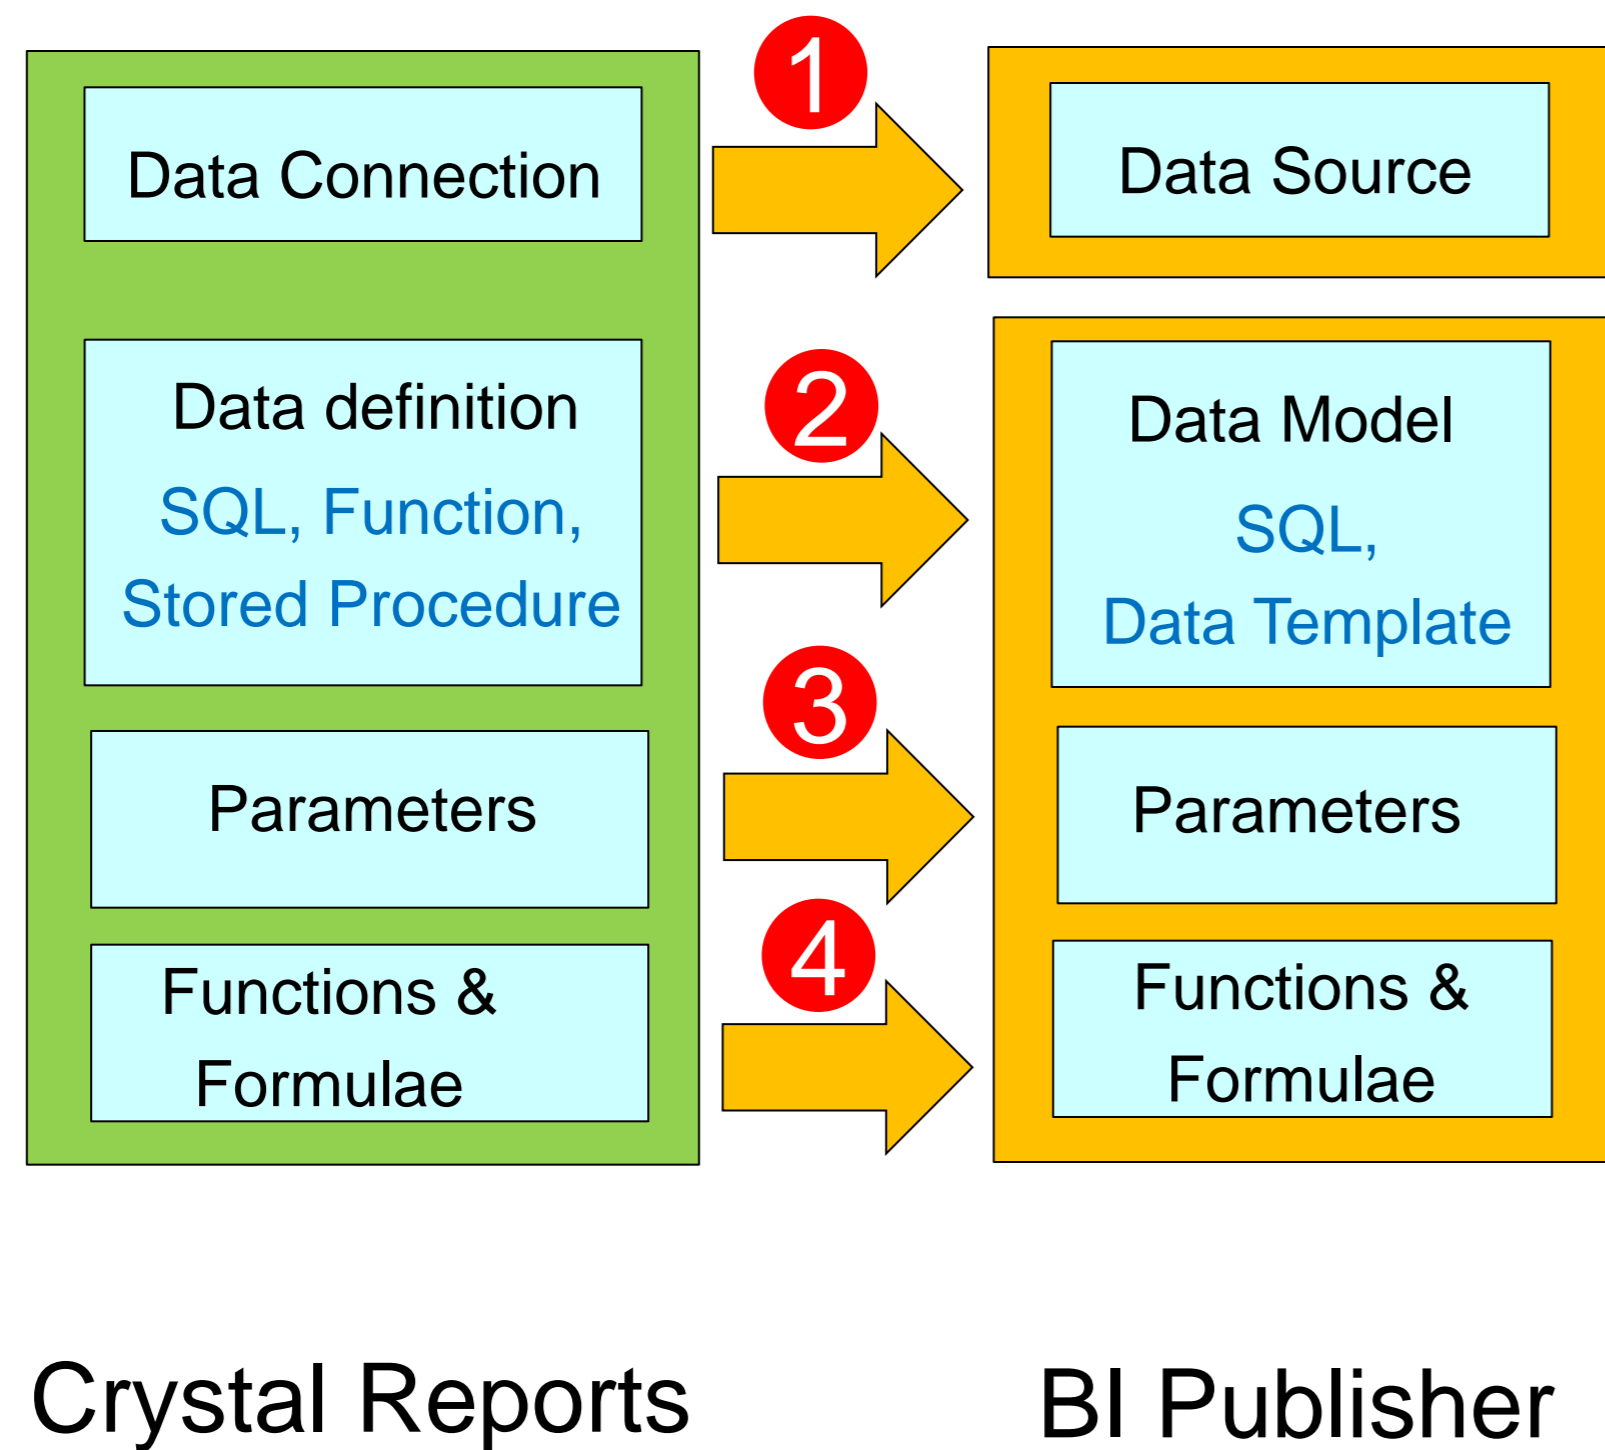 1
Data Connection
Data Source
2
Data definition
SQL, Function,
Stored Procedure
Data Model
SQL,
Data Template
3
Parameters
Parameters
4
Functions &
Formulae
Functions &
Formulae
Crystal Reports
BI Publisher